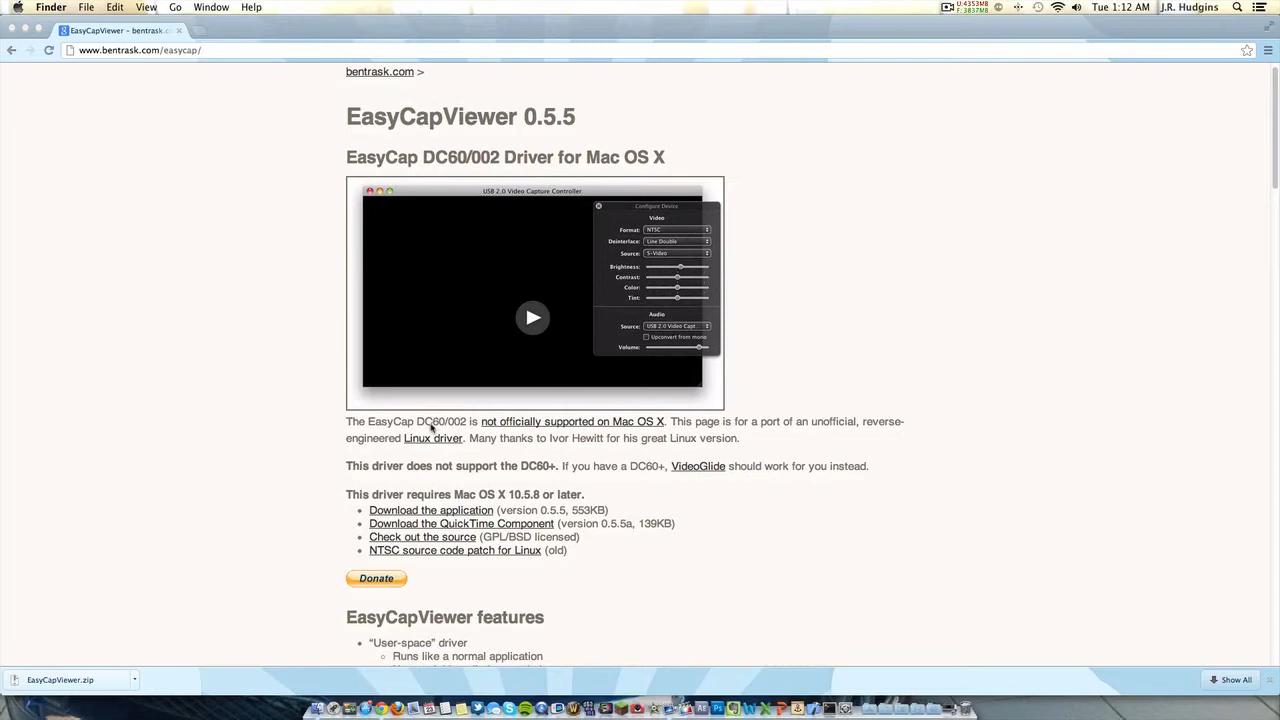 Finder File Edit View Go Window Help
Tue 1:12 AM J.R. Hudgins
EasyCapViewer - bentrask.c
www.bentrask.com/easycap/
bentrask.com >
EasyCapViewer 0.5.5
EasyCap DC60/002 Driver for Mac OS X
USB 2.0 Video Capture Controller
Configure Device
Video
Format: NTSC
Deinterlace: Line Double
Source: S-Video
Brightness:
Contrast:
Color:
Tint:
Audio
Source: USB 2.0 Video Capt...
Upconvert from mono
Volume:
The EasyCap DC60/002 is not officially supported on Mac OS X. This page is for a port of an unofficial, reverse-
engineered Linux driver. Many thanks to Ivor Hewitt for his great Linux version.
This driver does not support the DC60+. If you have a DC60+, VideoGlide should work for you instead.
This driver requires Mac OS X 10.5.8 or later.
• Download the application (version 0.5.5, 553KB)
• Download the QuickTime Component (version 0.5.5a, 139KB)
• Check out the source (GPL/BSD licensed)
• NTSC source code patch for Linux (old)
Donate
EasyCapViewer features
• “User-space” driver
Runs like a normal application
EasyCapViewer.zip
Show All